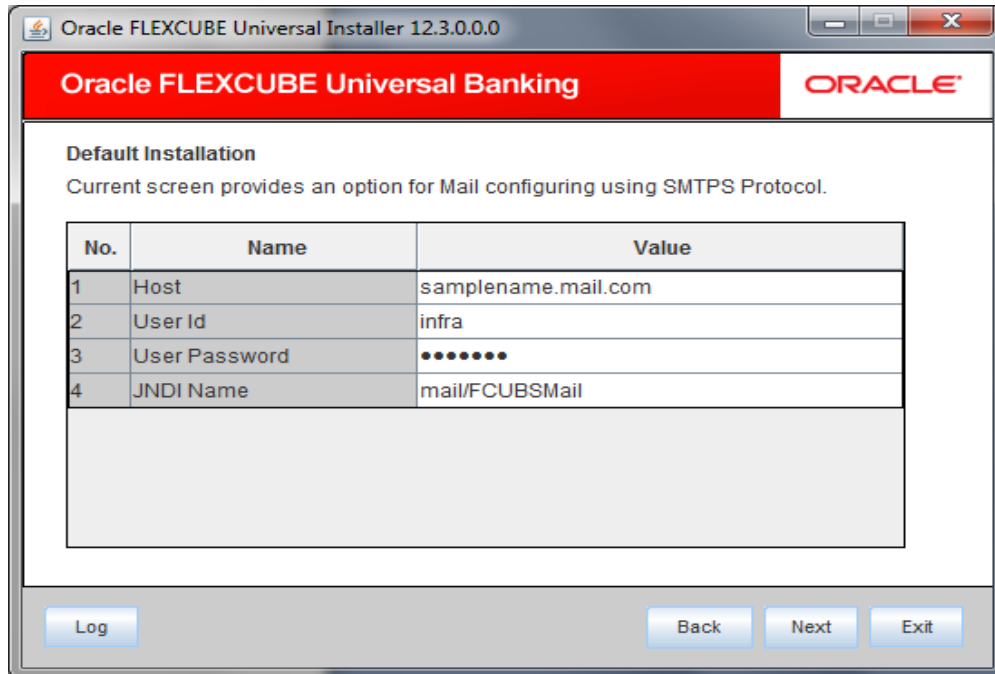 Oracle FLEXCUBE Universal Installer 12.3.0.0.0
Oracle FLEXCUBE Universal Banking ORACLE®
Default Installation
Current screen provides an option for Mail configuring using SMTPS Protocol.
No. Name Value
1 Host samplename.mail.com
2 User Id infra
3 User Password •••••••
4 JNDI Name mail/FCUBSMail
Log Back Next Exit